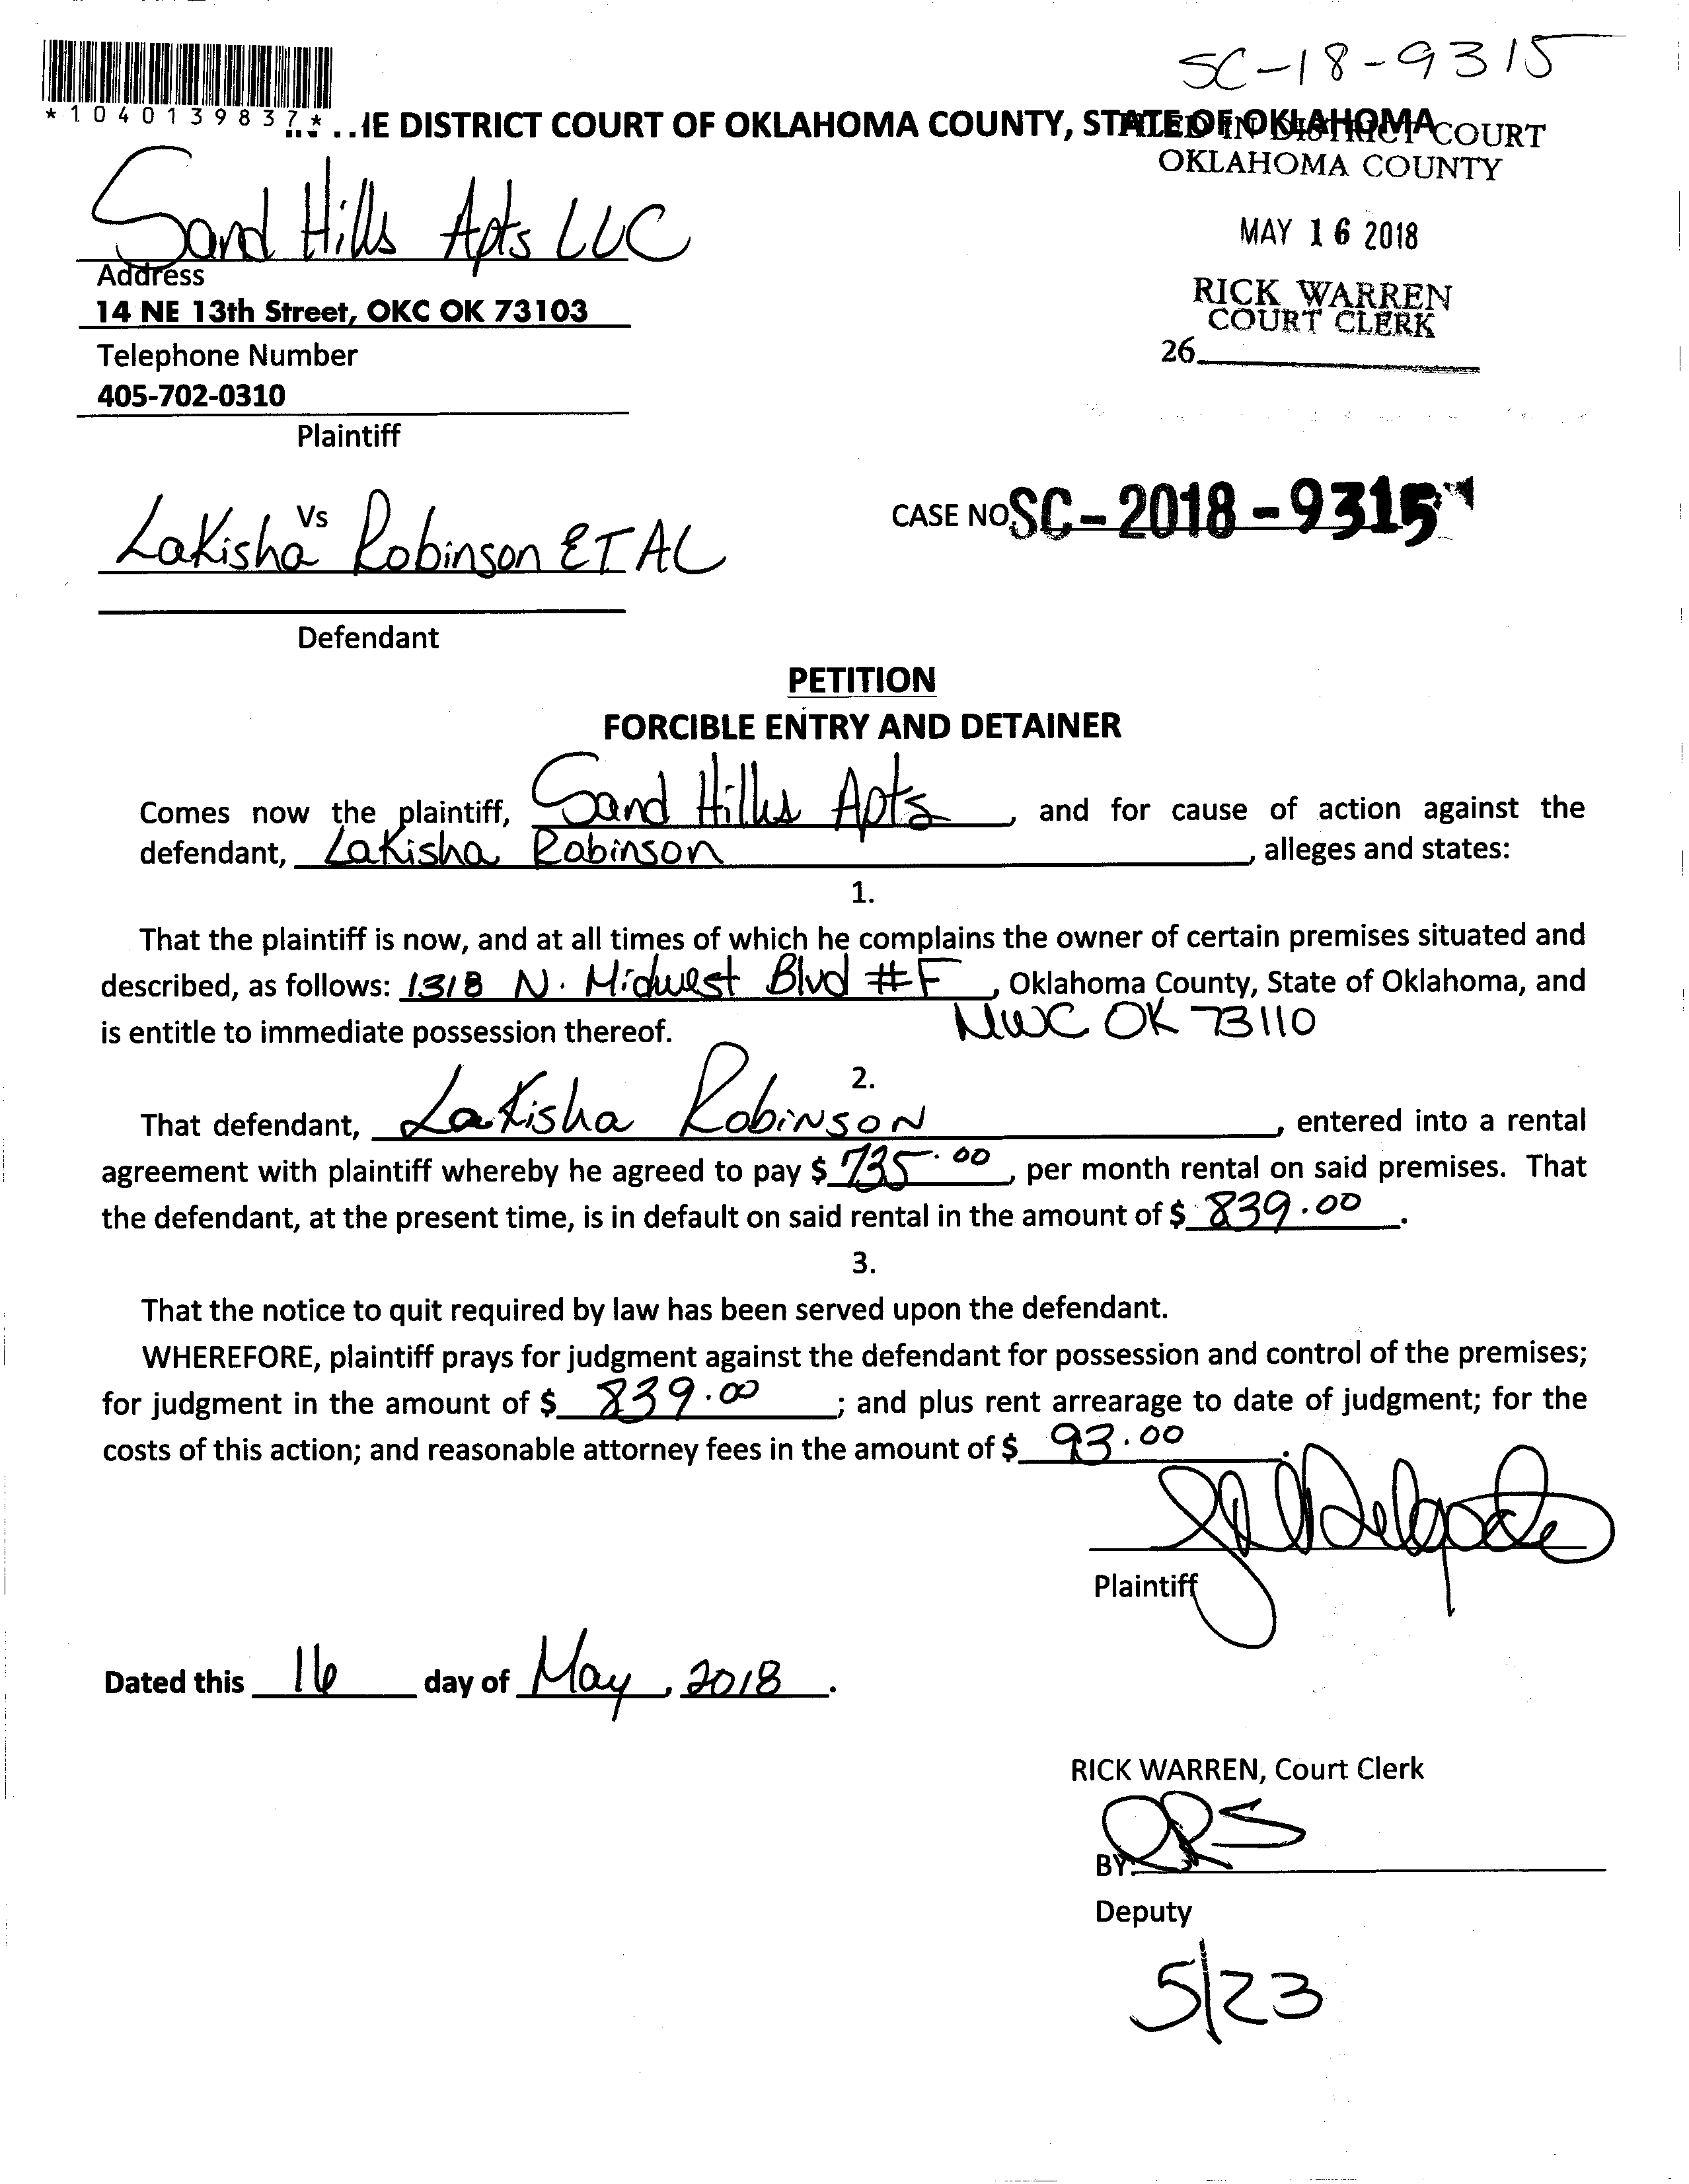 SC-18-9315
*1040139837*
IE DISTRICT COURT OF OKLAHOMA COUNTY, STATE OF OKLAHOMA
FILED IN DISTRICT COURT
OKLAHOMA COUNTY
Sand Hills Apts LLC
MAY 16 2018
Address
14 NE 13th Street, OKC OK 73103
RICK WARREN
COURT CLERK
Telephone Number
26
405-702-0310
Plaintiff
Vs
CASE NO SC-2018-9315
LaKisha Robinson ET AL
Defendant
PETITION
FORCIBLE ENTRY AND DETAINER
Comes now the plaintiff, Sand Hills Apts, and for cause of action against the
defendant, LaKisha Robinson, alleges and states:
1.
That the plaintiff is now, and at all times of which he complains the owner of certain premises situated and
described, as follows: 1318 N. Midwest Blvd #F, Oklahoma County, State of Oklahoma, and
is entitle to immediate possession thereof. MWC OK 73110
2.
That defendant, LaKisha Robinson, entered into a rental
agreement with plaintiff whereby he agreed to pay $ 735.00, per month rental on said premises. That
the defendant, at the present time, is in default on said rental in the amount of $ 839.00.
3.
That the notice to quit required by law has been served upon the defendant.
WHEREFORE, plaintiff prays for judgment against the defendant for possession and control of the premises;
for judgment in the amount of $ 839.00; and plus rent arrearage to date of judgment; for the
costs of this action; and reasonable attorney fees in the amount of $ 93.00.
Plaintiff
Dated this 16 day of May, 2018.
RICK WARREN, Court Clerk
BY:
Deputy
5/23